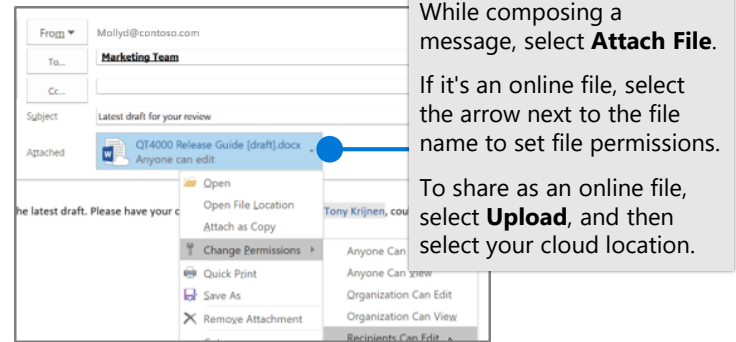 From Mollyd@contoso.com
To... Marketing Team
Cc...
Subject Latest draft for your review
Attached QT4000 Release Guide [draft].docx
Anyone can edit
he latest draft. Please have your c Tony Krijnen, cou
Open
Open File Location
Attach as Copy
Change Permissions
Quick Print
Save As
Remove Attachment
Anyone Can
Anyone Can View
Organization Can Edit
Organization Can View
Recipients Can Edit
While composing a
message, select Attach File.
If it's an online file, select
the arrow next to the file
name to set file permissions.
To share as an online file,
select Upload, and then
select your cloud location.